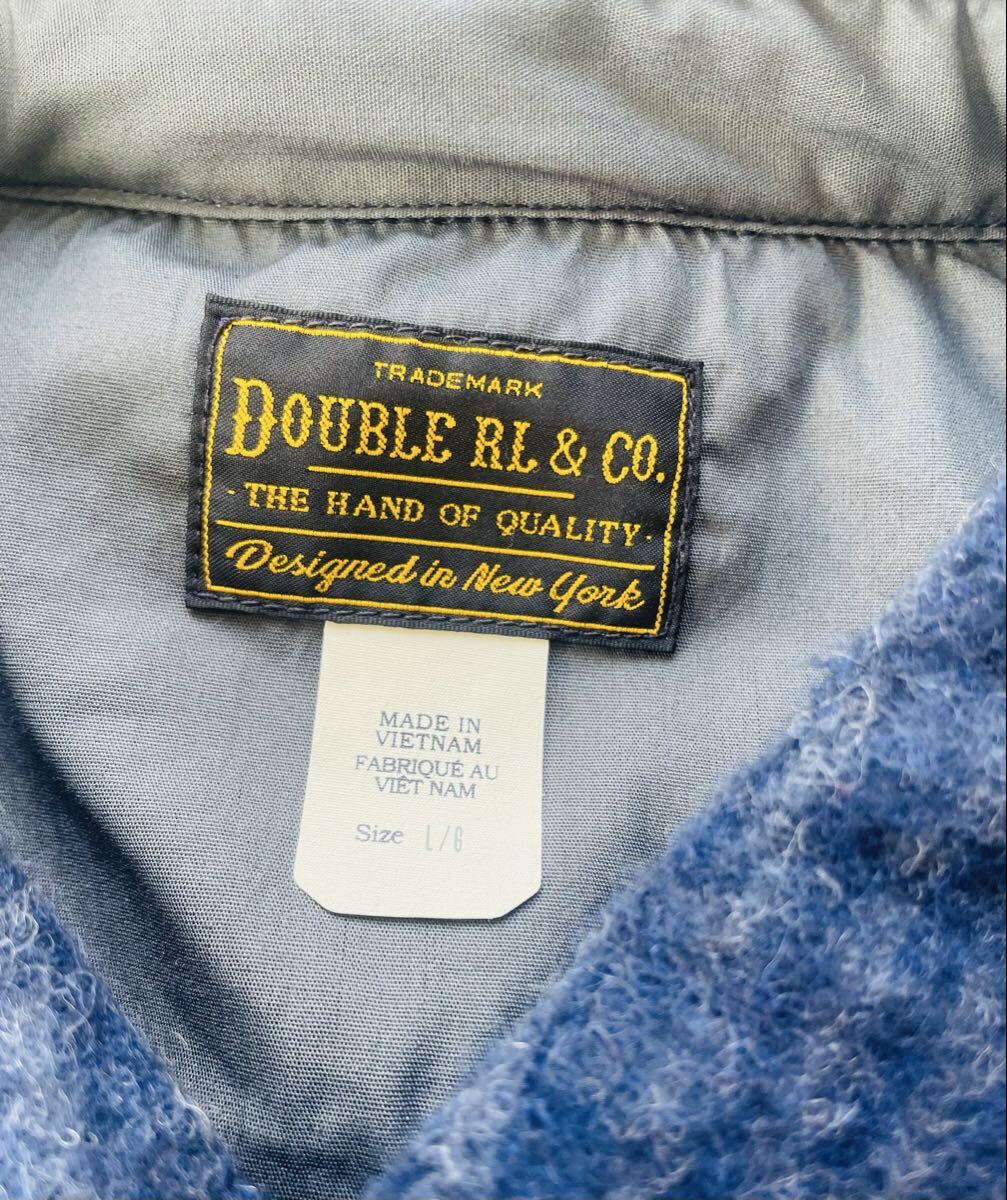 TRADEMARK
DOUBLE RL & CO.
· THE HAND OF QUALITY ·
Designed in New York
MADE IN
VIETNAM
FABRIQUÉ AU
VIÊT NAM
Size L/G